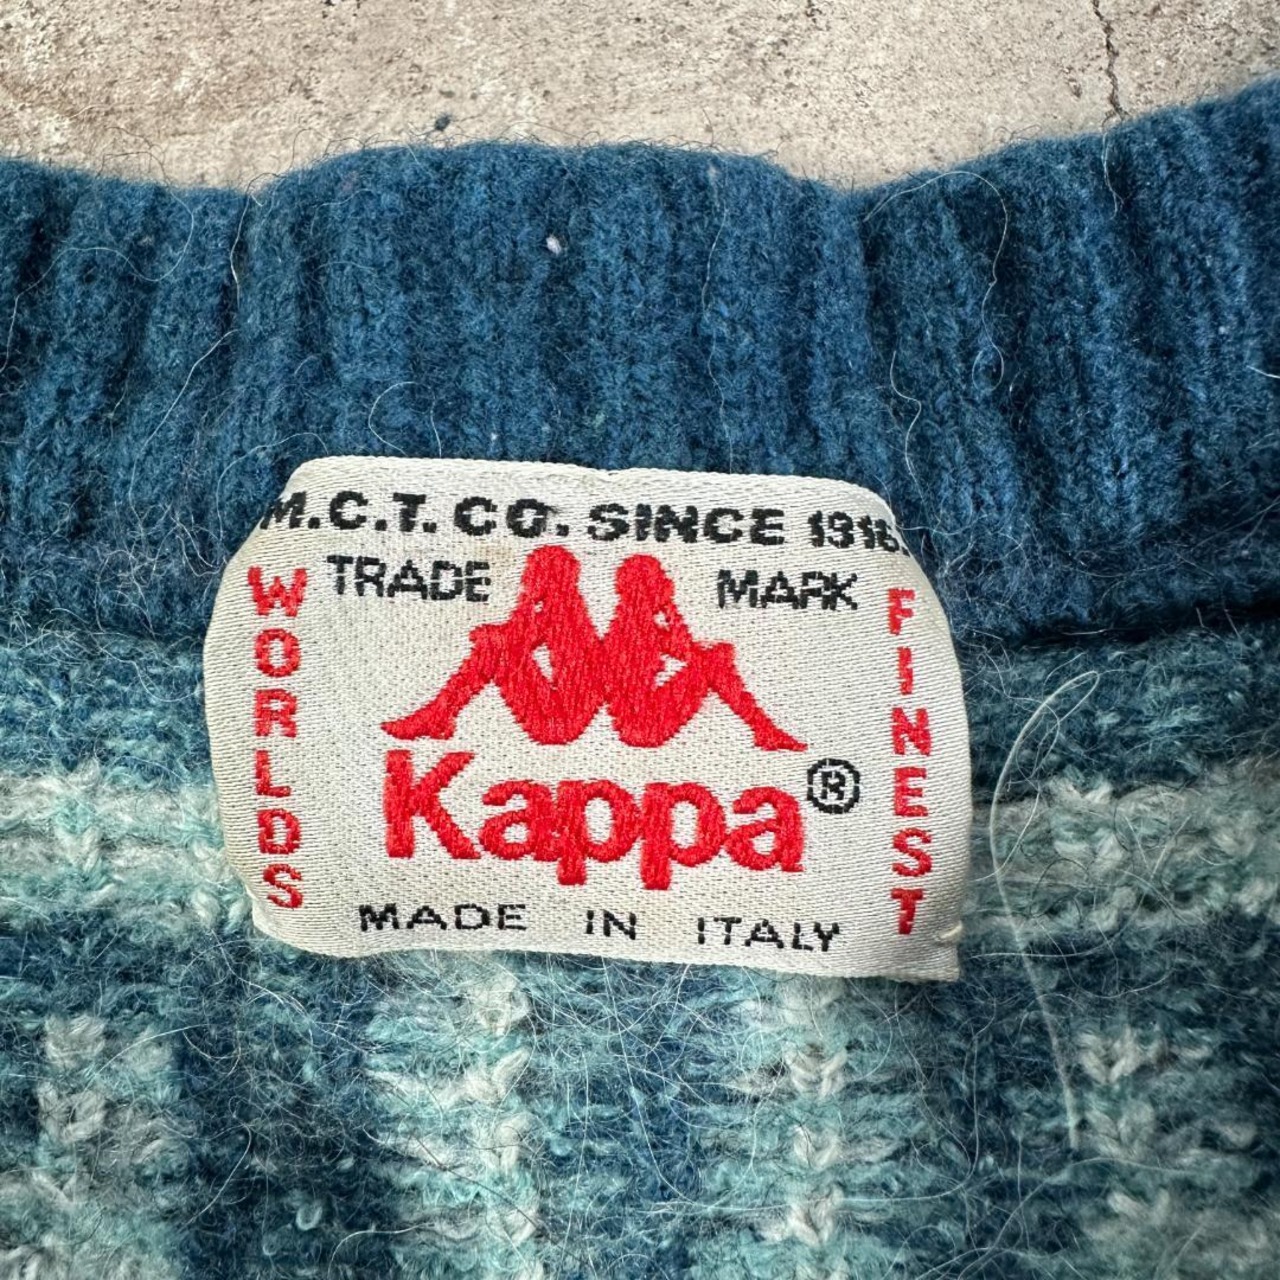 M.C.T. CO. SINCE 1916.
TRADE MARK
WORLDS
FINEST
Kappa®
MADE IN ITALY